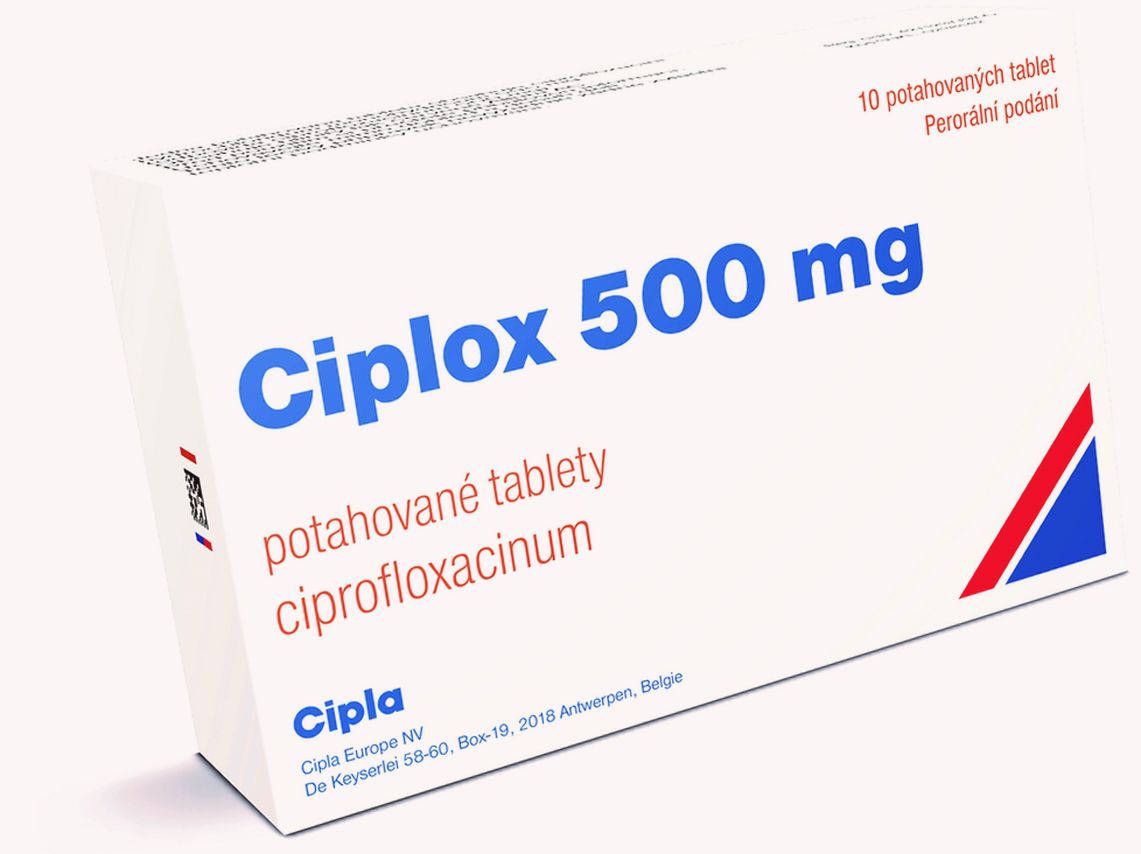 10 potahovaných tablet
Perorální podání
Ciplox 500 mg
potahované tablety
ciprofloxacinum
Cipla
Cipla Europe NV
De Keyserlei 58-60, Box-19, 2018 Antwerpen, Belgie